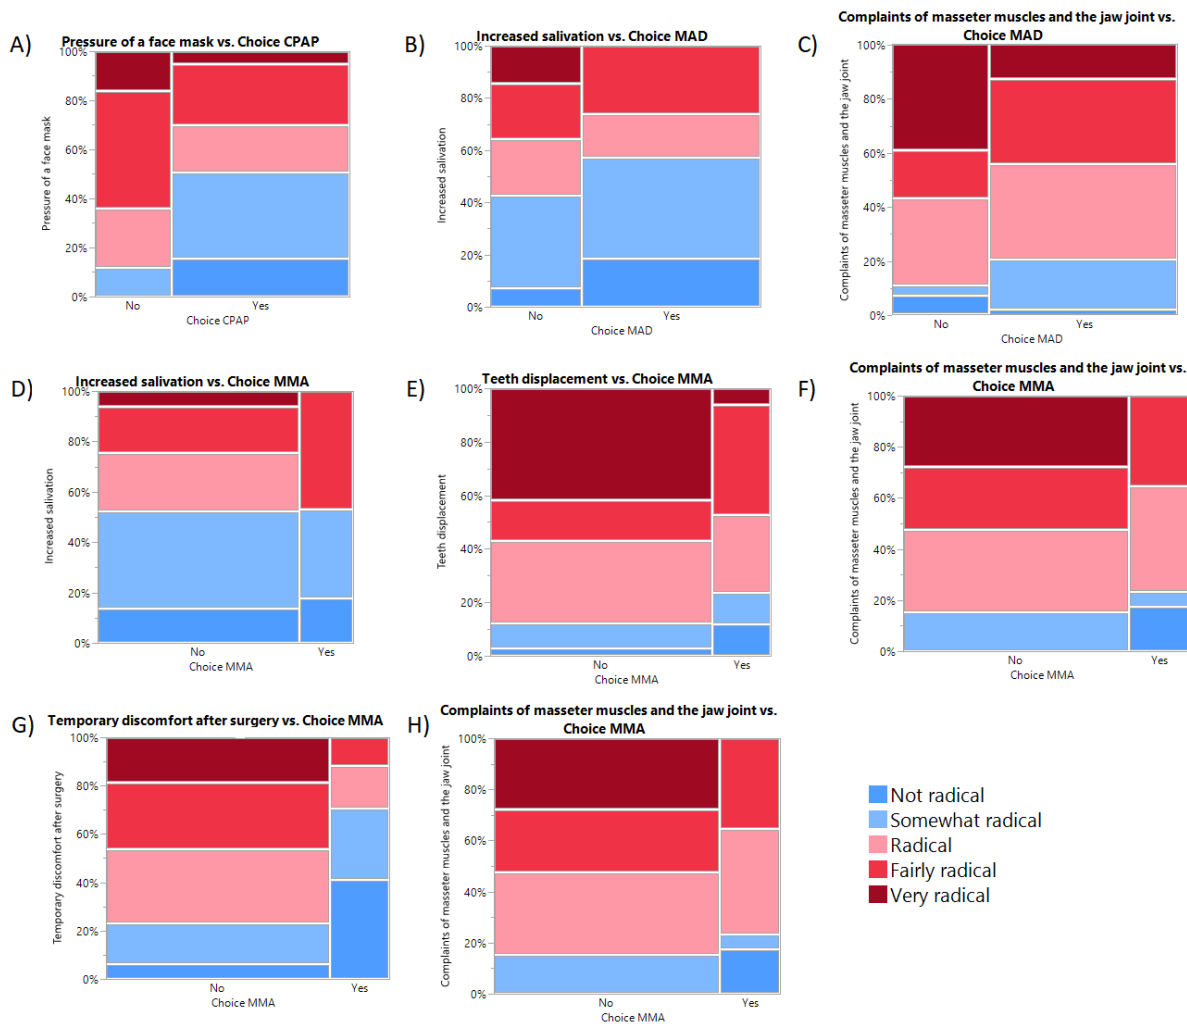 A)
Pressure of a face mask vs. Choice CPAP
100%
80%
60%
40%
20%
0%
Pressure of a face mask
No Yes
Choice CPAP
B)
Increased salivation vs. Choice MAD
100%
80%
60%
40%
20%
0%
Increased salivation
No Yes
Choice MAD
C)
Complaints of masseter muscles and the jaw joint vs.
Choice MAD
100%
80%
60%
40%
20%
0%
Complaints of masseter muscles and the jaw joint
No Yes
Choice MAD
D)
Increased salivation vs. Choice MMA
100%
80%
60%
40%
20%
0%
Increased salivation
No Yes
Choice MMA
E)
Teeth displacement vs. Choice MMA
100%
80%
60%
40%
20%
0%
Teeth displacement
No Yes
Choice MMA
F)
Complaints of masseter muscles and the jaw joint vs.
Choice MMA
100%
80%
60%
40%
20%
0%
Complaints of masseter muscles and the jaw joint
No Yes
Choice MMA
G)
Temporary discomfort after surgery vs. Choice MMA
100%
80%
60%
40%
20%
0%
Temporary discomfort after surgery
No Yes
Choice MMA
H)
Complaints of masseter muscles and the jaw joint vs.
Choice MMA
100%
80%
60%
40%
20%
0%
Complaints of masseter muscles and the jaw joint
No Yes
Choice MMA
Not radical
Somewhat radical
Radical
Fairly radical
Very radical